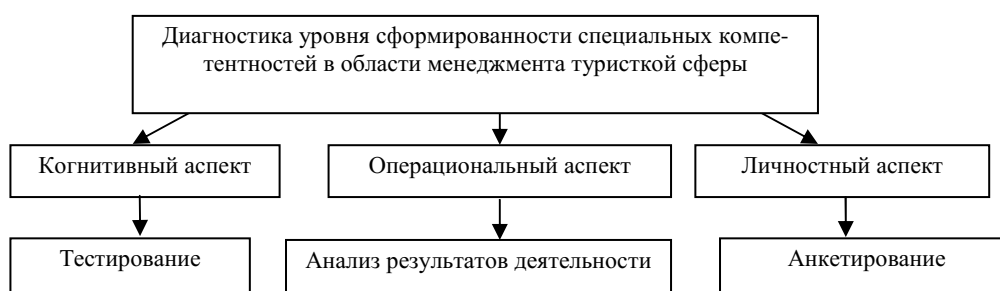 Диагностика уровня сформированности специальных компе-
тентностей в области менеджмента туристкой сферы
Когнитивный аспект
Операциональный аспект
Личностный аспект
Тестирование
Анализ результатов деятельности
Анкетирование